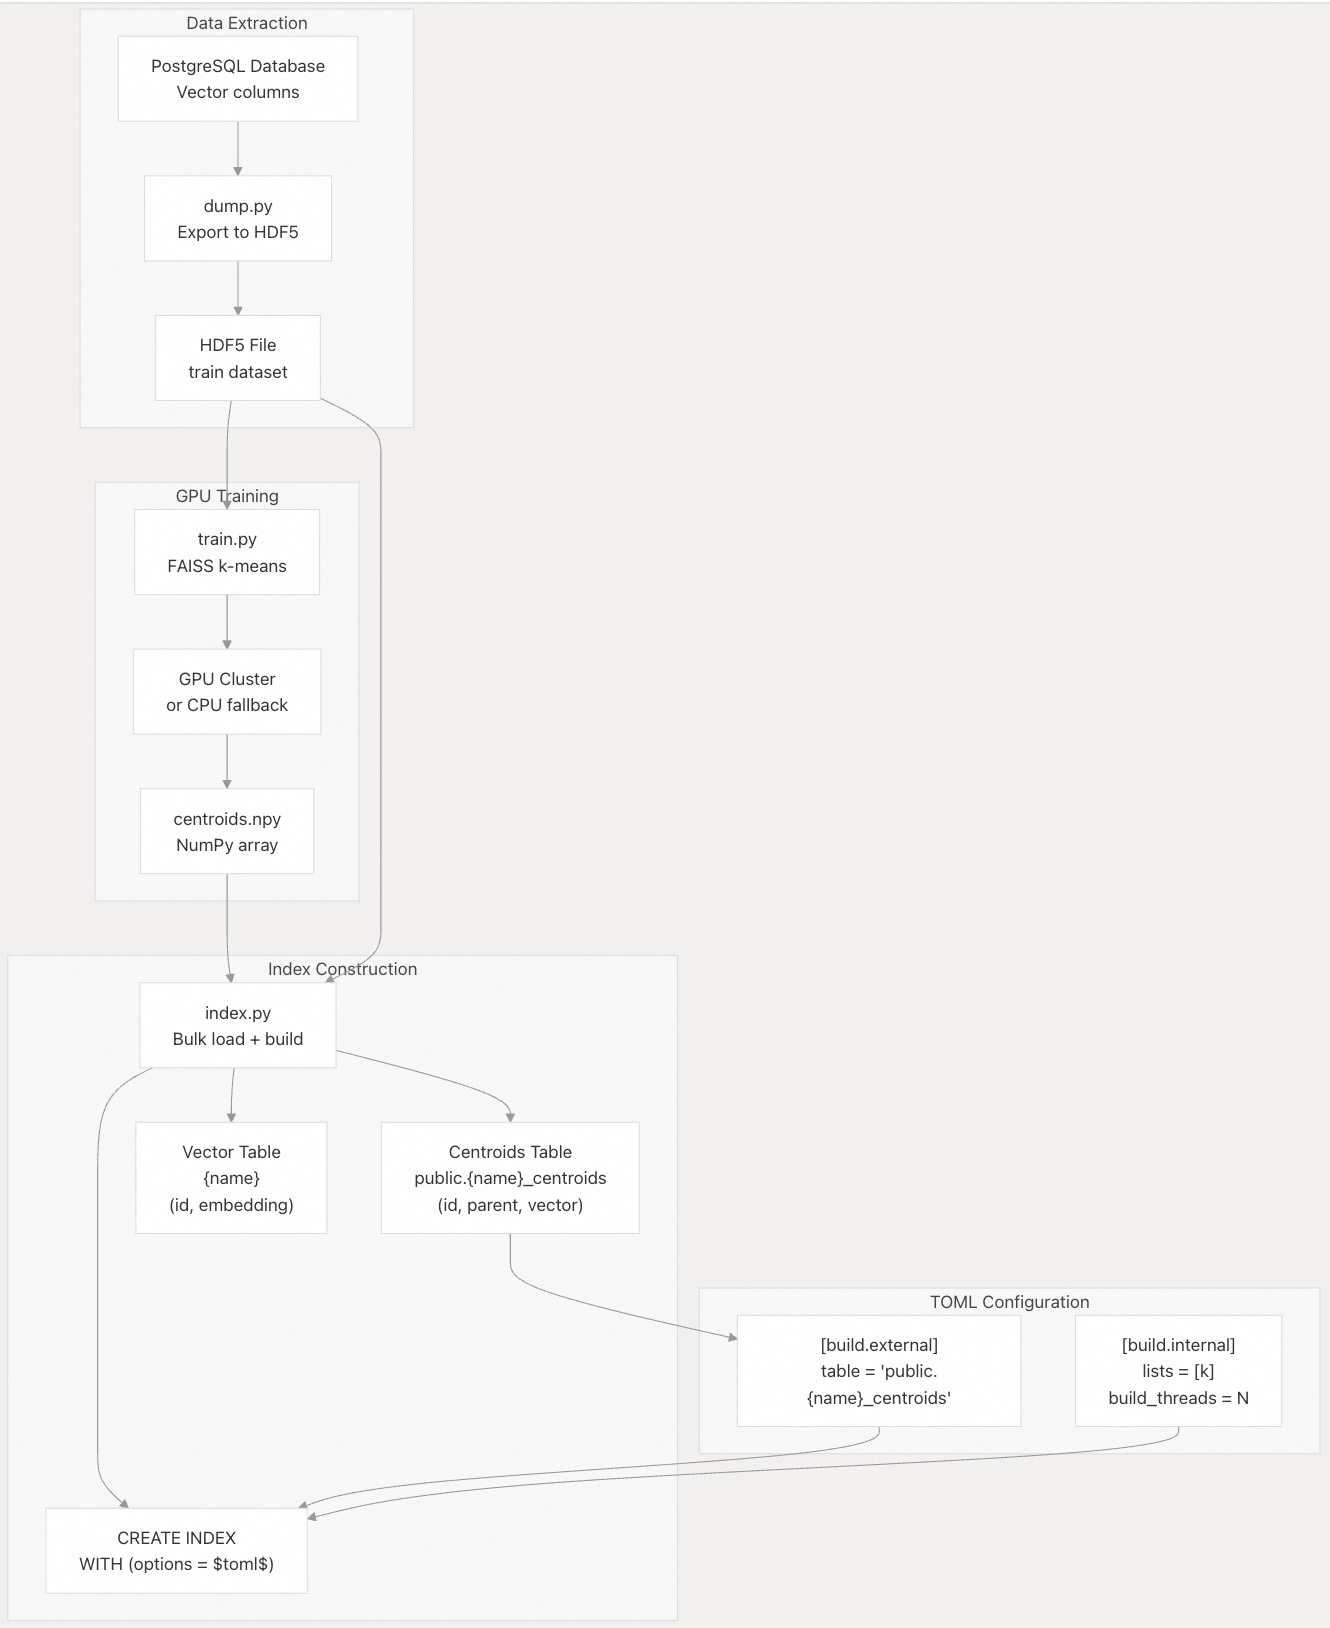 Data Extraction
PostgreSQL Database
Vector columns
dump.py
Export to HDF5
HDF5 File
train dataset
GPU Training
train.py
FAISS k-means
GPU Cluster
or CPU fallback
centroids.npy
NumPy array
Index Construction
index.py
Bulk load + build
Vector Table
{name}
(id, embedding)
Centroids Table
public.{name}_centroids
(id, parent, vector)
TOML Configuration
[build.external]
table = 'public.
{name}_centroids'
[build.internal]
lists = [k]
build_threads = N
CREATE INDEX
WITH (options = $toml$)